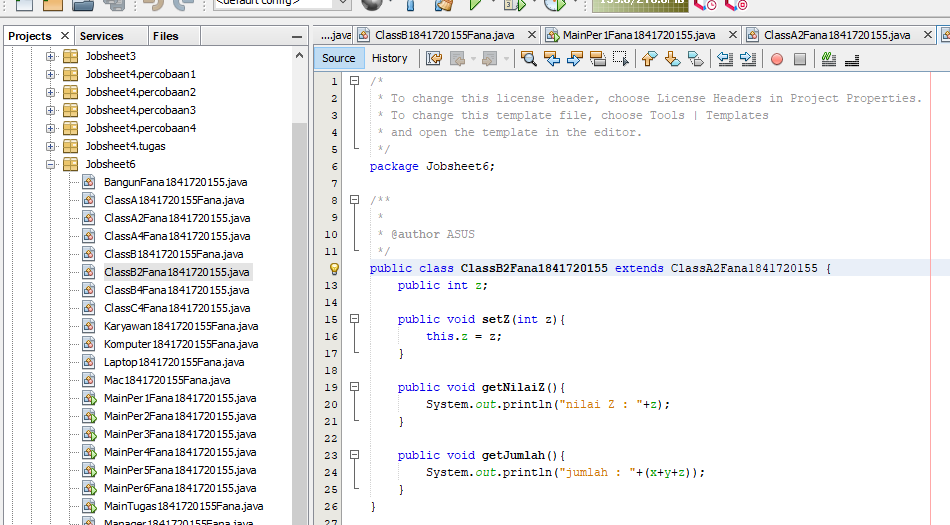 <default config>
Projects
Services
Files
Jobsheet3
Jobsheet4.percobaan1
Jobsheet4.percobaan2
Jobsheet4.percobaan3
Jobsheet4.percobaan4
Jobsheet4.tugas
Jobsheet6
BangunFana1841720155.java
ClassA1841720155Fana.java
ClassA2Fana1841720155.java
ClassA4Fana1841720155.java
ClassB1841720155Fana.java
ClassB2Fana1841720155.java
ClassB4Fana1841720155.java
ClassC4Fana1841720155.java
Karyawan1841720155Fana.java
Komputer1841720155Fana.java
Laptop1841720155Fana.java
Mac1841720155Fana.java
MainPer1Fana1841720155.java
MainPer2Fana1841720155.java
MainPer3Fana1841720155.java
MainPer4Fana1841720155.java
MainPer5Fana1841720155.java
MainPer6Fana1841720155.java
MainTugas1841720155Fana.java
Manager1841720155Fana.java
....java
ClassB1841720155Fana.java
MainPer1Fana1841720155.java
ClassA2Fana1841720155.java
Source
History
1 /*
2 * To change this license header, choose License Headers in Project Properties.
3 * To change this template file, choose Tools | Templates
4 * and open the template in the editor.
5 */
6 package Jobsheet6;
7
8 /**
9 *
10 * @author ASUS
11 */
public class ClassB2Fana1841720155 extends ClassA2Fana1841720155 {
13 public int z;
14
15 public void setZ(int z){
16 this.z = z;
17 }
18
19 public void getNilaiZ(){
20 System.out.println("nilai Z : "+z);
21 }
22
23 public void getJumlah(){
24 System.out.println("jumlah : "+(x+y+z));
25 }
26 }
27